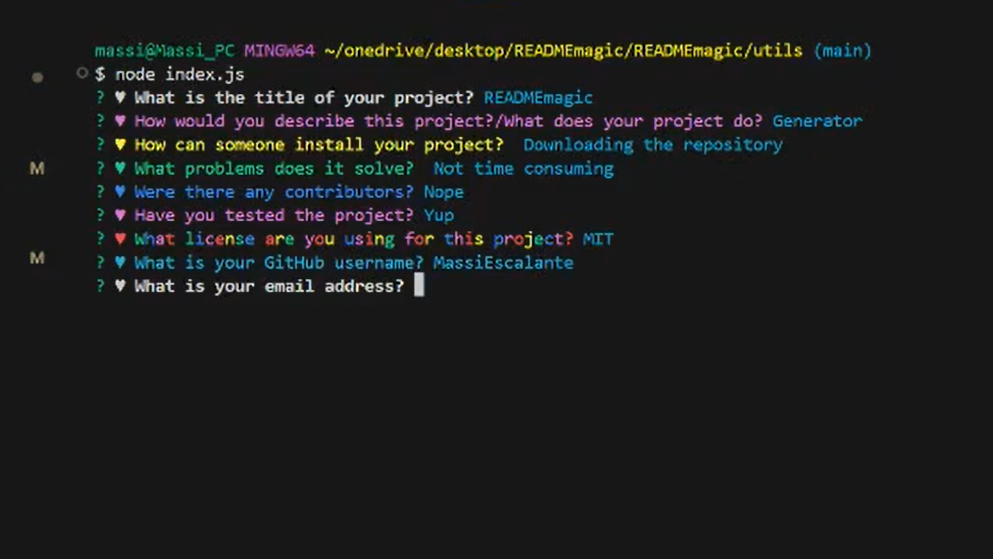 massi@Massi_PC MINGW64 ~/onedrive/desktop/READMEmagic/READMEmagic/utils (main)
$ node index.js
? ♥ What is the title of your project? READMEmagic
? ♥ How would you describe this project?/What does your project do? Generator
? ♥ How can someone install your project?  Downloading the repository
M ? ♥ What problems does it solve?  Not time consuming
? ♥ Were there any contributors? Nope
? ♥ Have you tested the project? Yup
? ♥ What license are you using for this project? MIT
M ? ♥ What is your GitHub username? MassiEscalante
? ♥ What is your email address?